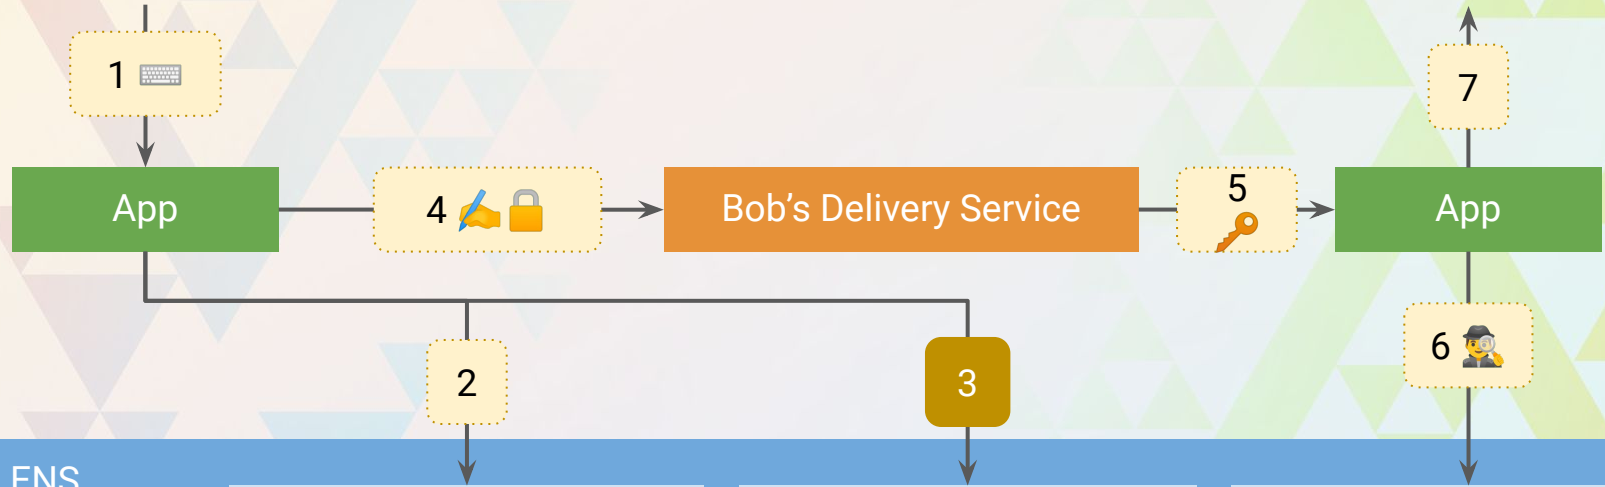 1 ⌨️
7
App
4 ✍️🔒
Bob's Delivery Service
5
🔑
App
2
3
6 🕵️
ENS